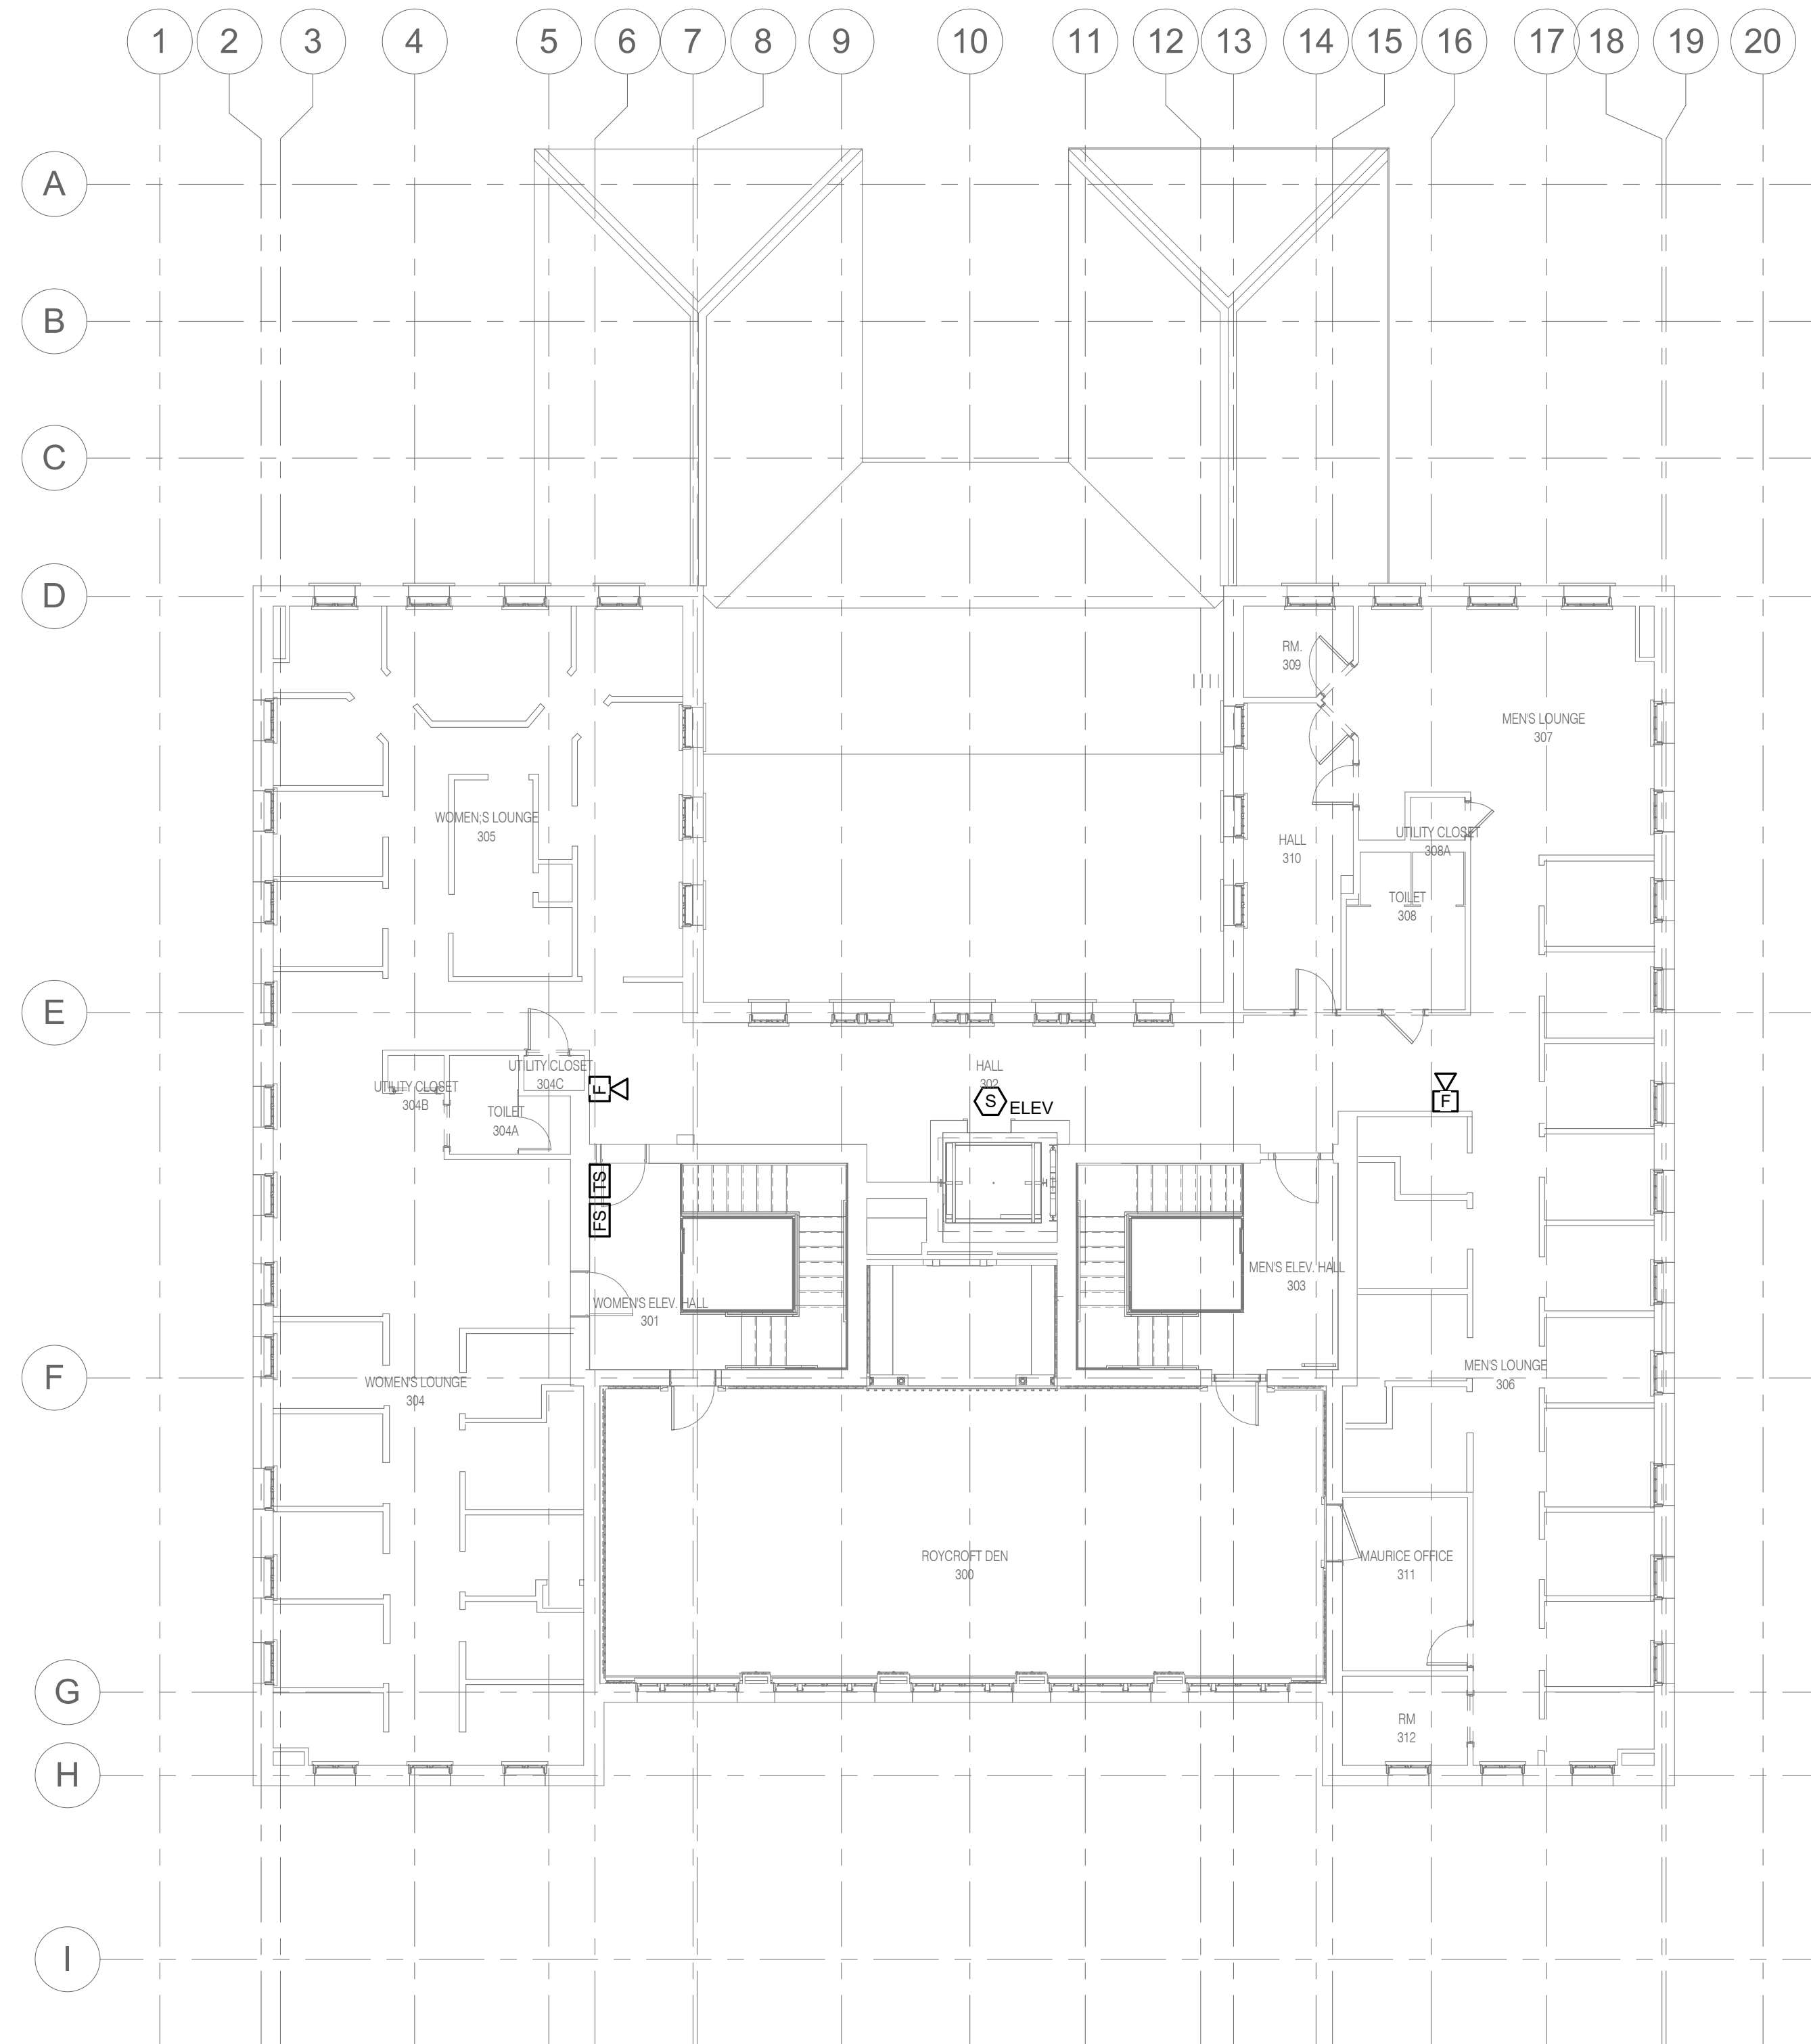 1 2 3 4 5 6 7 8 9 10 11 12 13 14 15 16 17 18 19 20
A
B
C
D
RM.
309
MEN'S LOUNGE
307
WOMEN;S LOUNGE
305
UTILITY CLOSET
308A
HALL
310
TOILET
308
E
HALL
302
UTILITY CLOSET
304C
UTILITY CLOSET
304B
TOILET
304A
F
S
ELEV
F
TS
FS
MEN'S ELEV. HALL
303
WOMEN'S ELEV. HALL
301
F
MEN'S LOUNGE
306
WOMEN'S LOUNGE
304
ROYCROFT DEN
300
MAURICE OFFICE
311
G
RM
312
H
I